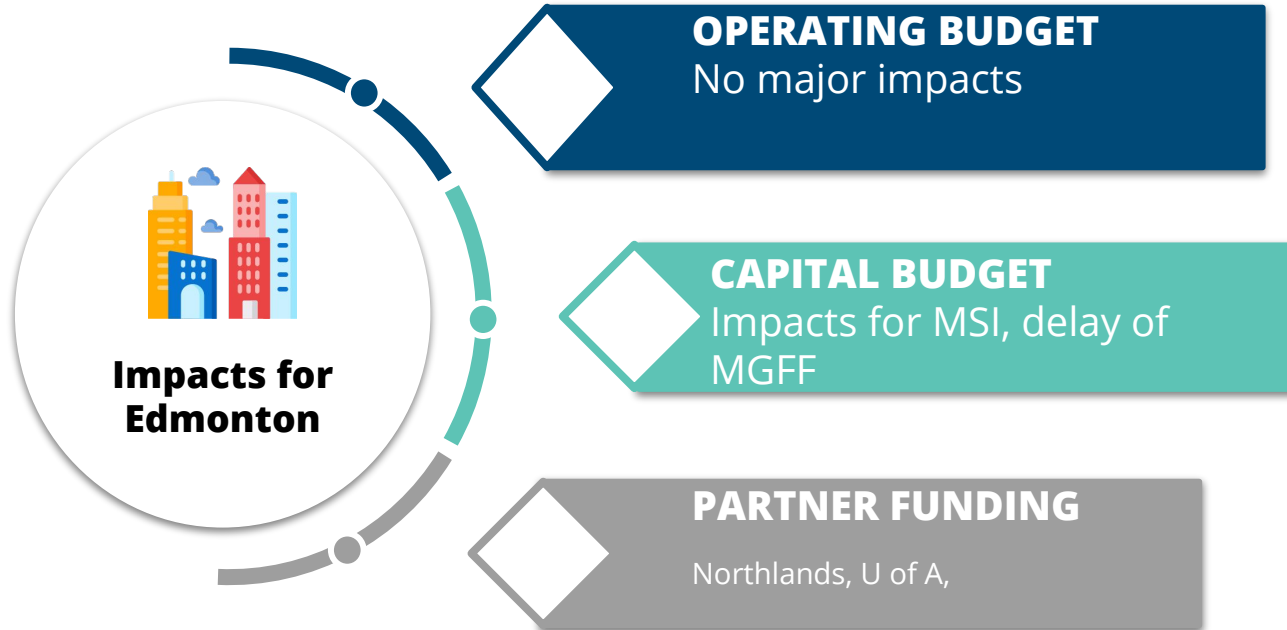 Impacts for
Edmonton
OPERATING BUDGET
No major impacts
CAPITAL BUDGET
Impacts for MSI, delay of
MGFF
PARTNER FUNDING
Northlands, U of A,